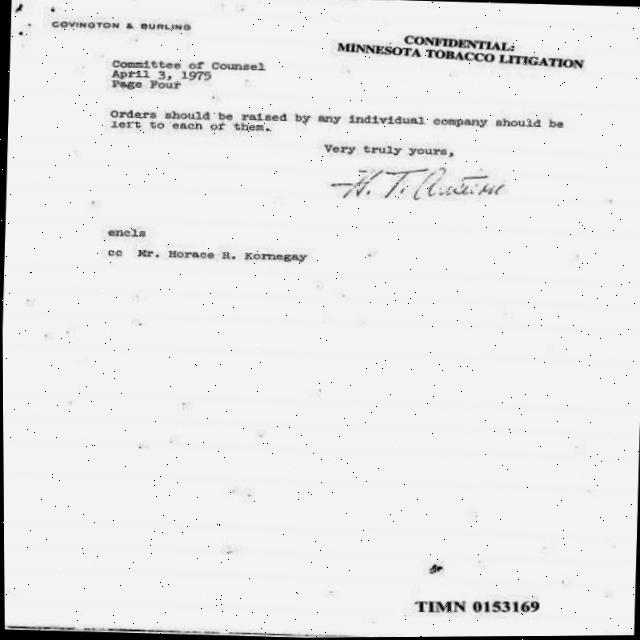 COVINGTON & BURLING
CONFIDENTIAL:
MINNESOTA TOBACCO LITIGATION
Committee of Counsel
April 3, 1975
Page Four
Orders should be raised by any individual company should be
left to each of them.
Very truly yours,
H. T. Austern
encls
cc Mr. Horace R. Kornegay
TIMN 0153169